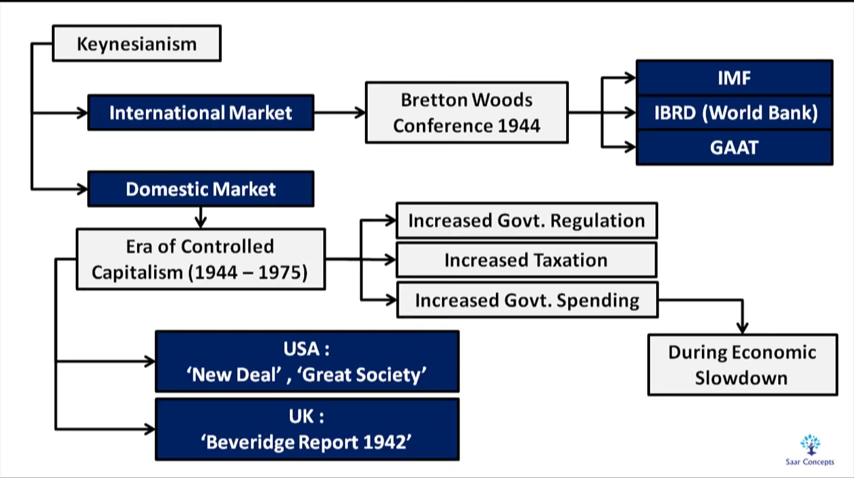 Keynesianism
International Market
Bretton Woods
Conference 1944
IMF
IBRD (World Bank)
GAAT
Domestic Market
Era of Controlled
Capitalism (1944 – 1975)
Increased Govt. Regulation
Increased Taxation
Increased Govt. Spending
During Economic
Slowdown
USA :
‘New Deal’ , ‘Great Society’
UK :
‘Beveridge Report 1942’
Saar Concepts